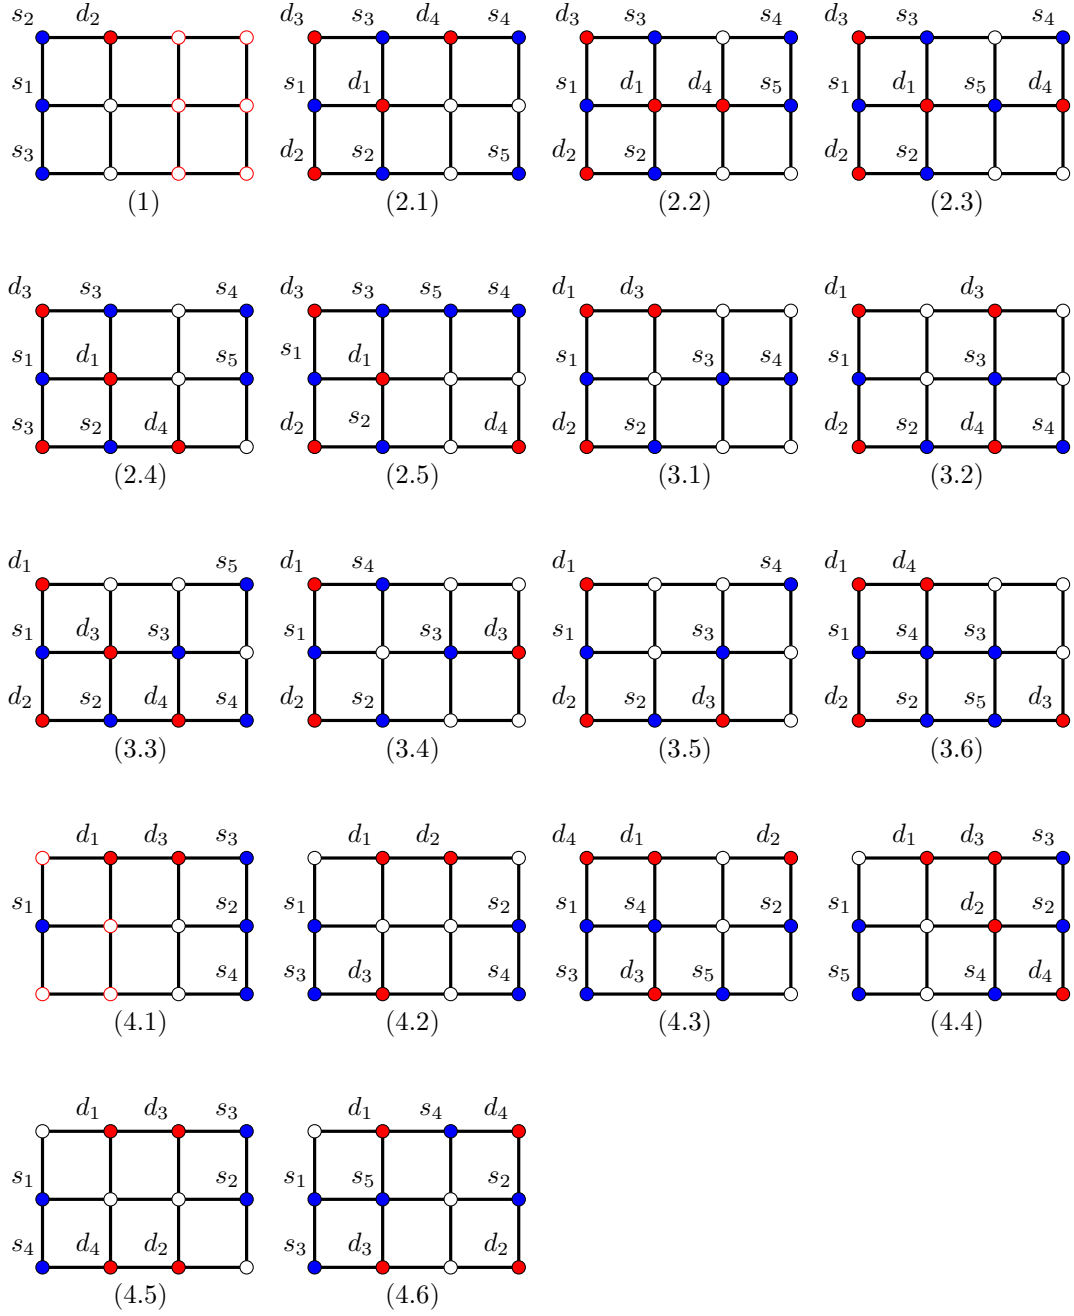 s₂ d₂ d₃ s₃ d₄ s₄ d₃ s₃ s₄ d₃ s₃ s₄
s₁ s₁ d₁ s₁ d₁ d₄ s₅ s₁ d₁ s₅ d₄
s₃ d₂ s₂ s₅ d₂ s₂ d₂ s₂
(1) (2.1) (2.2) (2.3)
d₃ s₃ s₄ d₃ s₃ s₅ s₄ d₁ d₃ d₁ d₃
s₁ d₁ s₅ s₁ d₁ s₁ s₃ s₄ s₁ s₃
s₃ s₂ d₄ d₂ s₂ d₄ d₂ s₂ d₂ s₂ d₄ s₄
(2.4) (2.5) (3.1) (3.2)
d₁ s₅ d₁ s₄ d₁ s₄ d₁ d₄
s₁ d₃ s₃ s₁ s₃ d₃ s₁ s₃ s₁ s₄ s₃
d₂ s₂ d₄ s₄ d₂ s₂ d₂ s₂ d₃ d₂ s₂ s₅ d₃
(3.3) (3.4) (3.5) (3.6)
d₁ d₃ s₃ d₁ d₂ d₄ d₁ d₂ d₁ d₃ s₃
s₁ s₂ s₁ s₂ s₁ s₄ s₂ s₁ d₂ s₂
s₄ s₃ d₃ s₄ s₃ d₃ s₅ s₅ s₄ d₄
(4.1) (4.2) (4.3) (4.4)
d₁ d₃ s₃ d₁ s₄ d₄
s₁ s₂ s₁ s₅ s₂
s₄ d₄ d₂ s₃ d₃ d₂
(4.5) (4.6)